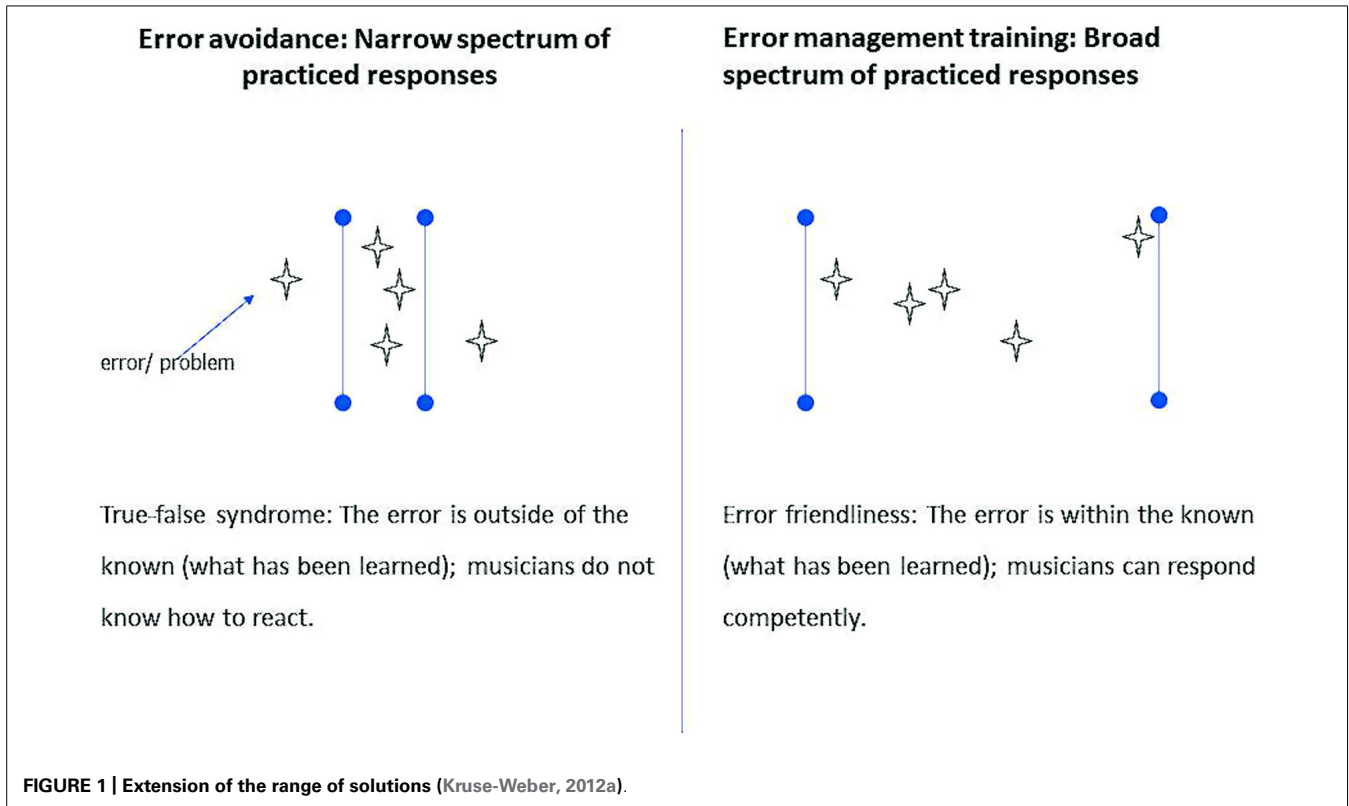 Error avoidance: Narrow spectrum of
practiced responses
error/ problem
True-false syndrome: The error is outside of the
known (what has been learned); musicians do not
know how to react.
Error management training: Broad
spectrum of practiced responses
Error friendliness: The error is within the known
(what has been learned); musicians can respond
competently.
FIGURE 1 | Extension of the range of solutions (Kruse-Weber, 2012a).